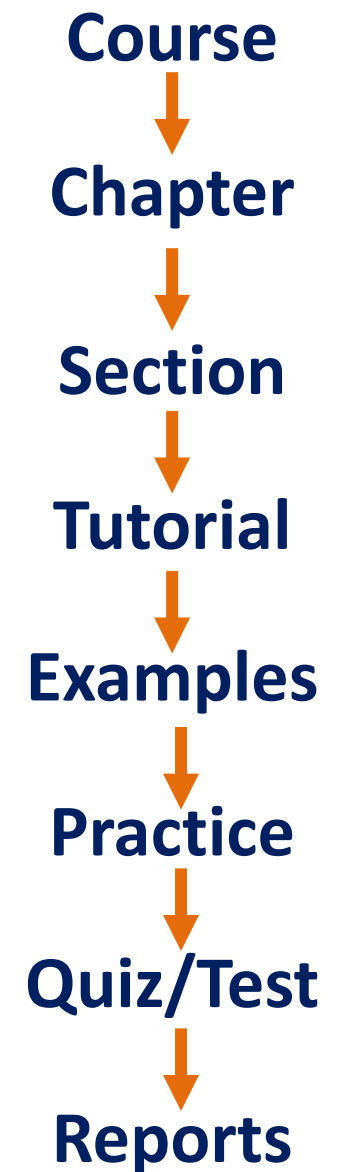 Course
Chapter
Section
Tutorial
Examples
Practice
Quiz/Test
Reports